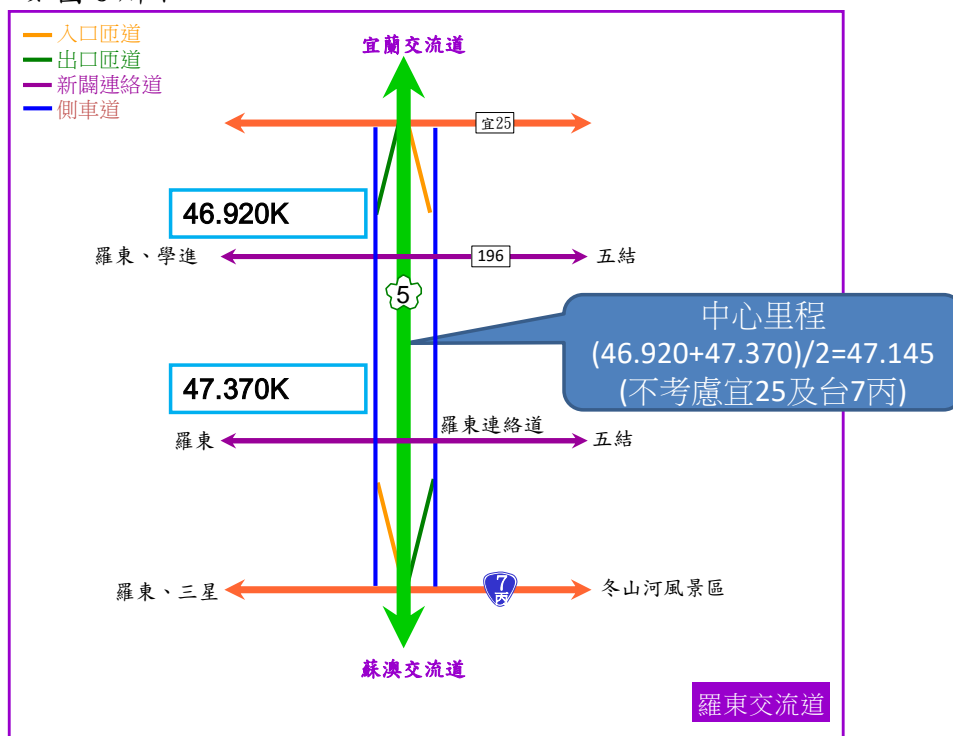 入口匝道
出口匝道
新闢連絡道
側車道
宜蘭交流道
宜25
46.920K
羅東、學進
196
五結
5
中心里程
(46.920+47.370)/2=47.145
(不考慮宜25及台7丙)
47.370K
羅東連絡道
羅東
五結
羅東、三星
7
丙
冬山河風景區
蘇澳交流道
羅東交流道